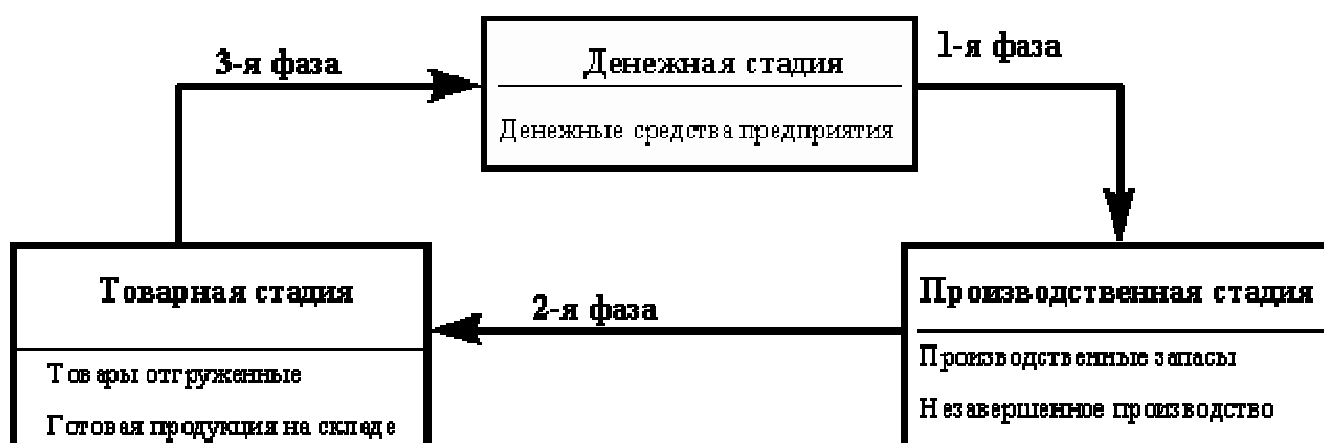 3-я фаза
Денежная стадия
Денежные средства предприятия
1-я фаза
Товарная стадия
Товары отгруженные
Готовая продукция на складе
2-я фаза
Производственная стадия
Производственные запасы
Незавершенное производство